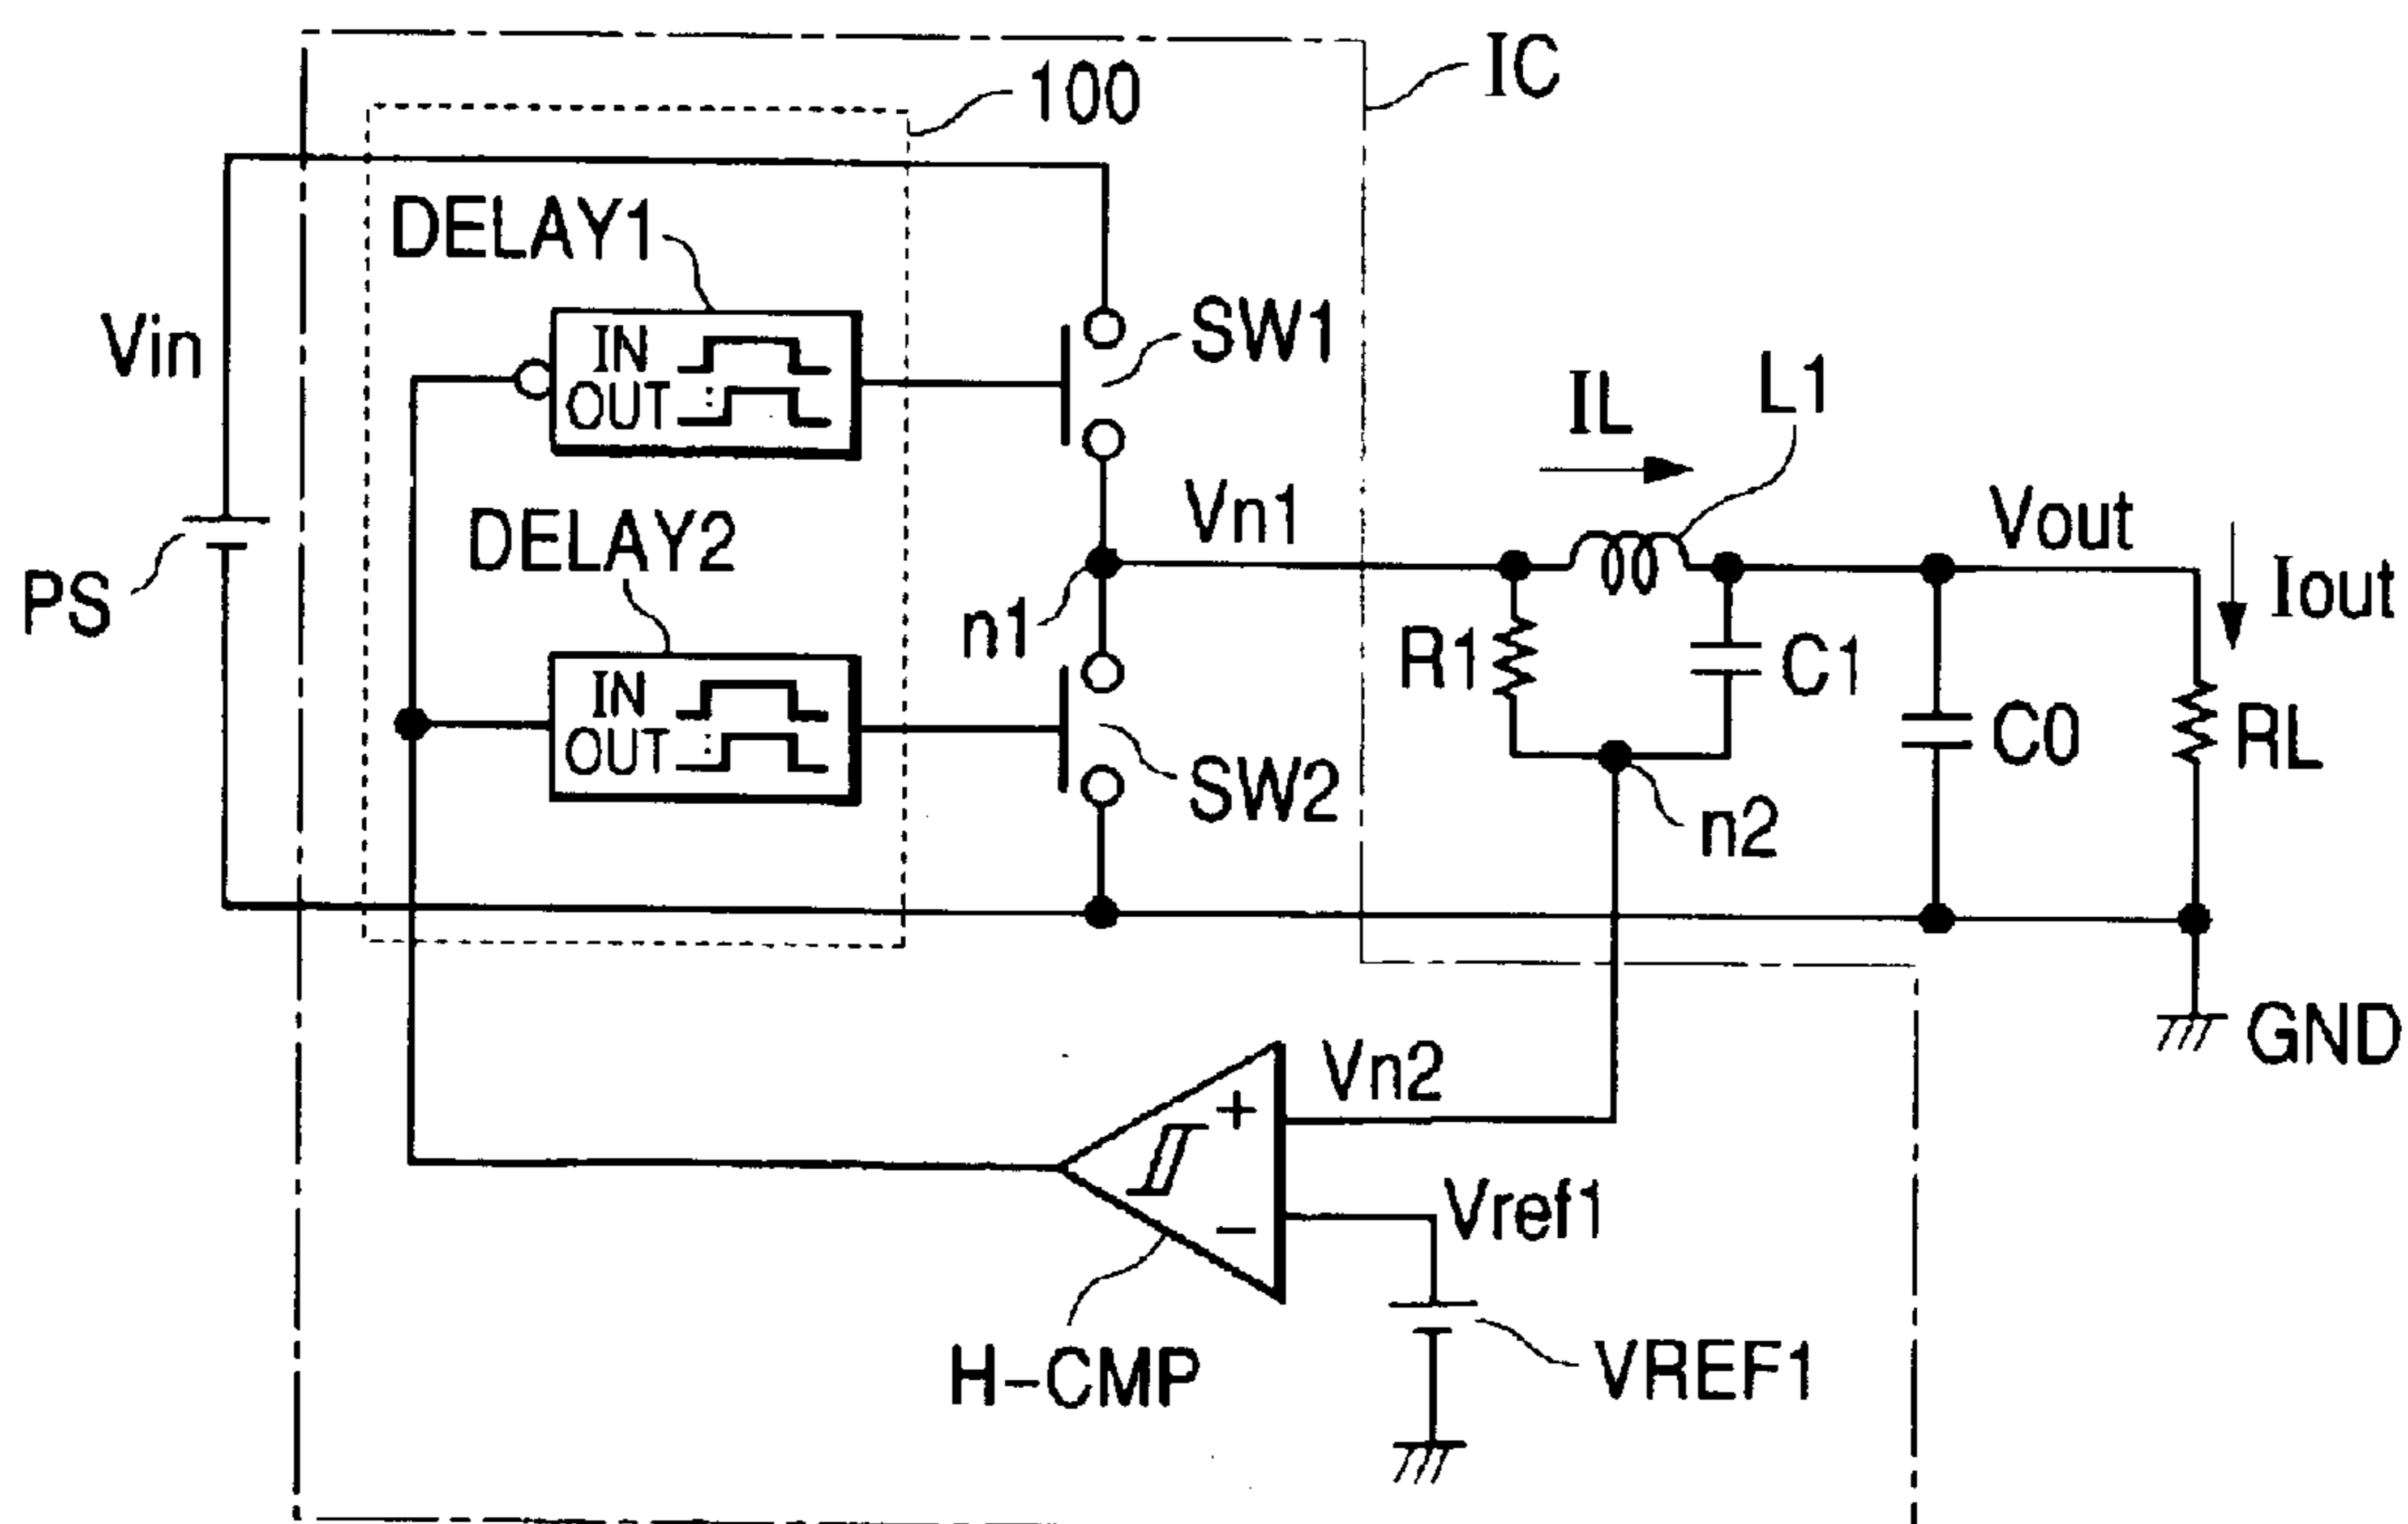 IC
100
DELAY1
IN
OUT
SW1
Vin
L1
IL
Vn1
Vout
Iout
DELAY2
PS
n1
R1
C1
IN
OUT
C0
RL
SW2
n2
GND
Vn2
+
Vref1
−
H-CMP
VREF1